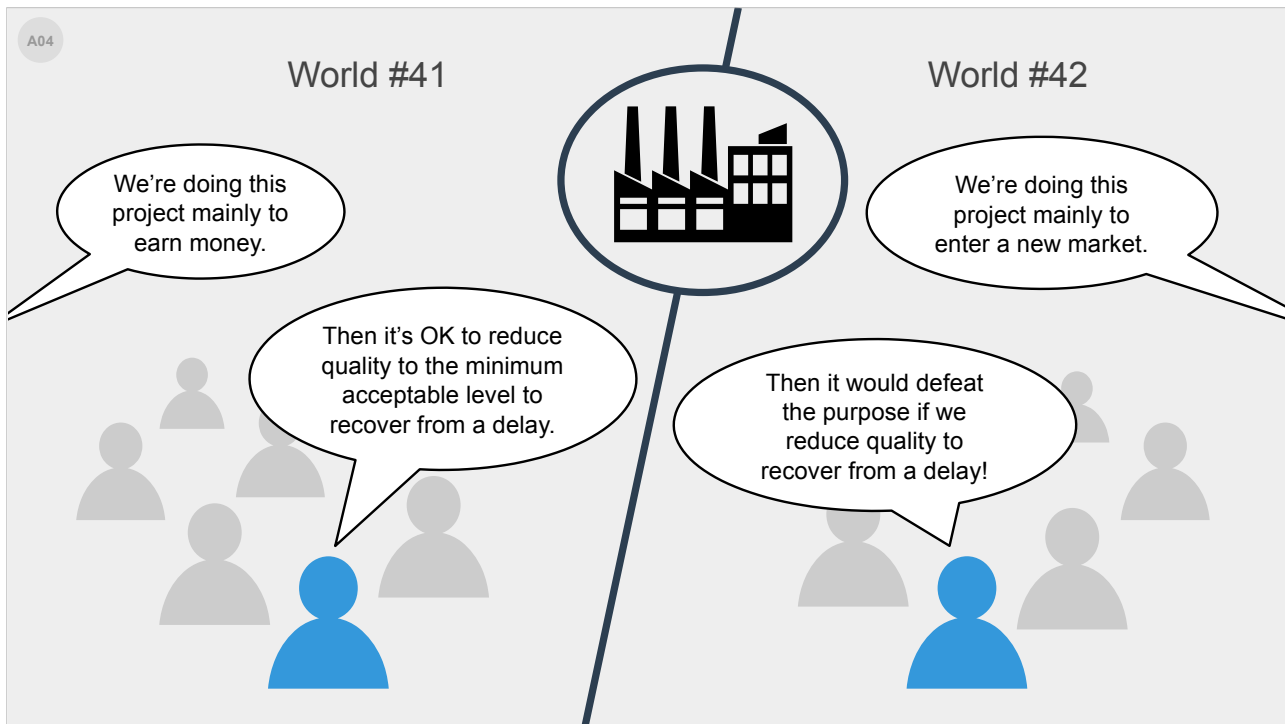 A04
World #41
World #42
We're doing this
project mainly to
earn money.
We're doing this
project mainly to
enter a new market.
Then it's OK to reduce
quality to the minimum
acceptable level to
recover from a delay.
Then it would defeat
the purpose if we
reduce quality to
recover from a delay!